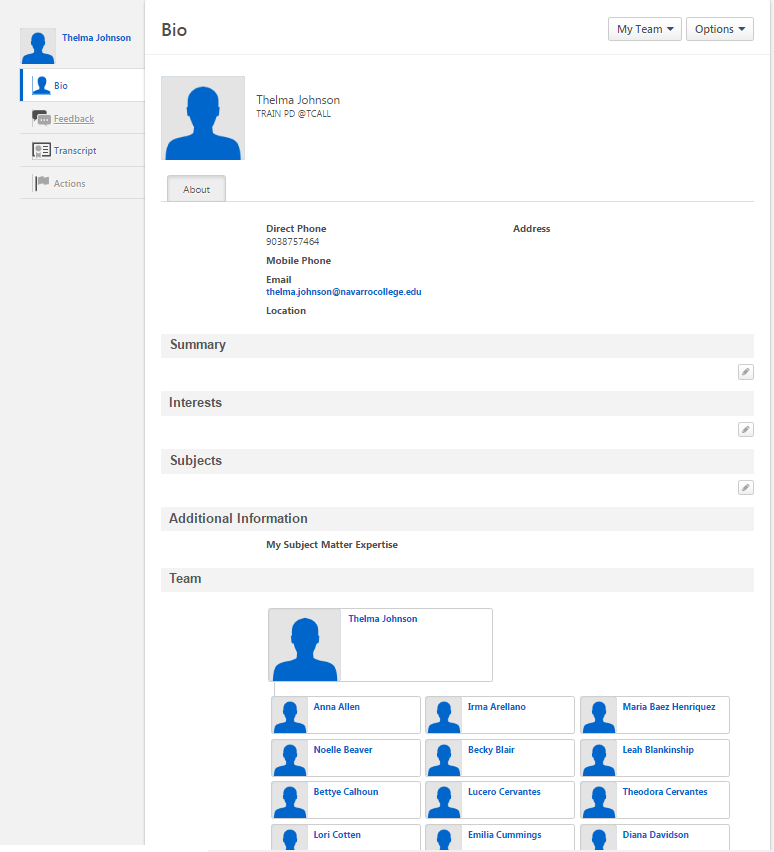 Thelma Johnson
Bio
Feedback
Transcript
Actions
Bio
My Team
Options
Thelma Johnson
TRAIN PD @TCALL
About
Direct Phone
9038757464
Mobile Phone
Email
thelma.johnson@navarrocollege.edu
Location
Address
Summary
Interests
Subjects
Additional Information
My Subject Matter Expertise
Team
Thelma Johnson
Anna Allen
Irma Arellano
Maria Baez Henriquez
Noelle Beaver
Becky Blair
Leah Blankinship
Bettye Calhoun
Lucero Cervantes
Theodora Cervantes
Lori Cotten
Emilia Cummings
Diana Davidson